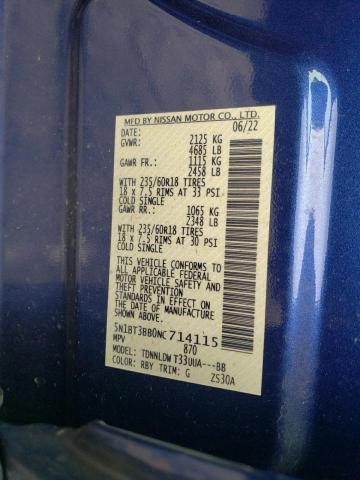 MFD BY NISSAN MOTOR CO., LTD.
DATE: 06/22
GVWR: 2125 KG
4685 LB
GAWR FR.: 1115 KG
2458 LB
WITH 235/60R18 TIRES
18 x 7.5 RIMS AT 33 PSI
COLD SINGLE
GAWR RR.: 1065 KG
2348 LB
WITH 235/60R18 TIRES
18 x 7.5 RIMS AT 30 PSI
COLD SINGLE
THIS VEHICLE CONFORMS TO
ALL APPLICABLE FEDERAL
MOTOR VEHICLE SAFETY AND
THEFT PREVENTION
STANDARDS IN EFFECT ON
THE DATE OF MANUFACTURE
SHOWN ABOVE.
5N1BT3BB0NC714115
MPV 870
MODEL: TDNNLDW T33UUA---BB
COLOR: RBY TRIM: G ZS30A